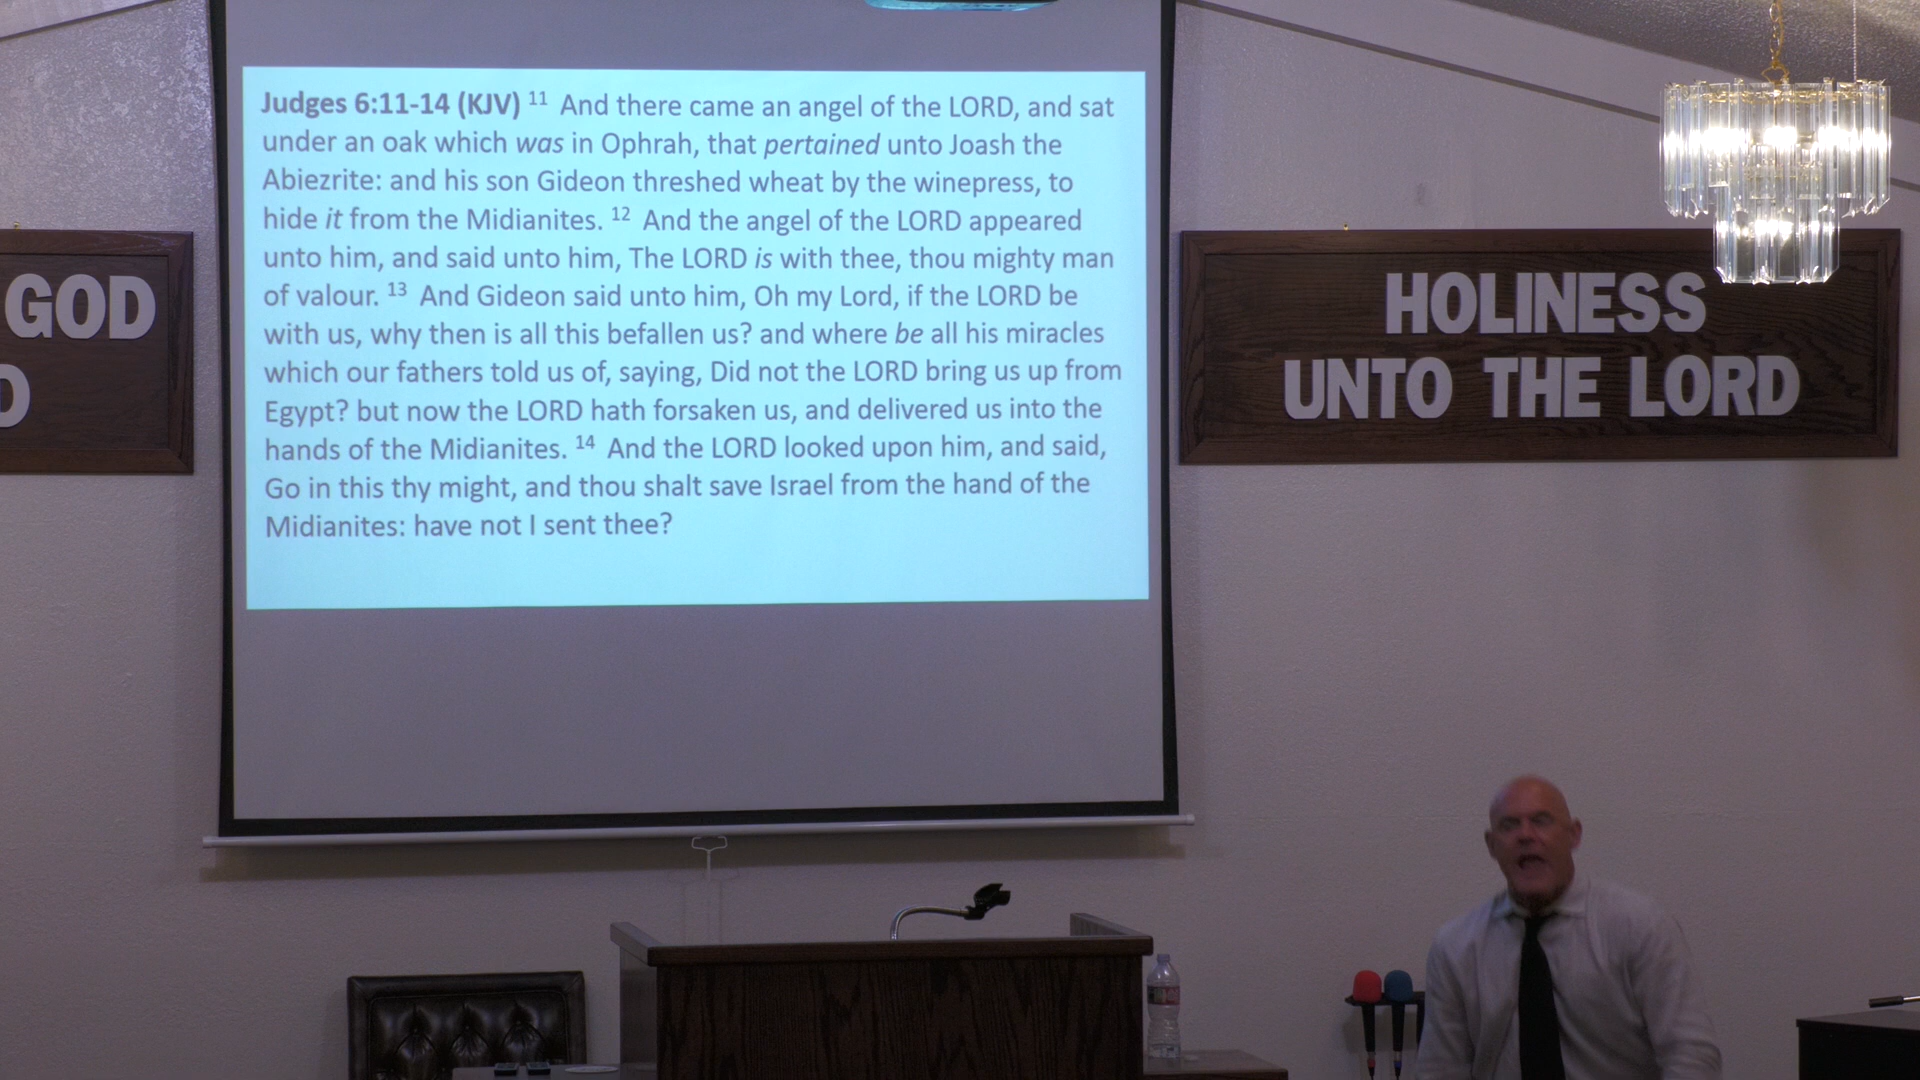 Judges 6:11-14 (KJV) 11 And there came an angel of the LORD, and sat
under an oak which was in Ophrah, that pertained unto Joash the
Abiezrite: and his son Gideon threshed wheat by the winepress, to
hide it from the Midianites. 12 And the angel of the LORD appeared
unto him, and said unto him, The LORD is with thee, thou mighty man
of valour. 13 And Gideon said unto him, Oh my Lord, if the LORD be
with us, why then is all this befallen us? and where be all his miracles
which our fathers told us of, saying, Did not the LORD bring us up from
Egypt? but now the LORD hath forsaken us, and delivered us into the
hands of the Midianites. 14 And the LORD looked upon him, and said,
Go in this thy might, and thou shalt save Israel from the hand of the
Midianites: have not I sent thee?
GOD
D
HOLINESS
UNTO THE LORD